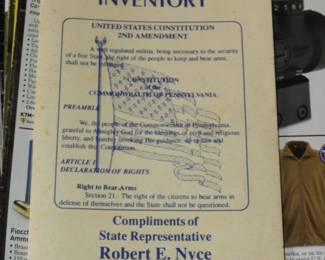 INVENTORY
UNITED STATES CONSTITUTION
2ND AMENDMENT
A well regulated militia, being necessary to the security
of a free State, the right of the people to keep and bear arms,
shall not be infringed.
CONSTITUTION
of the
COMMONWEALTH OF PENNSYLVANIA
PREAMBLE
We, the people of the Commonwealth of Pennsylvania,
grateful to Almighty God for the blessings of civil and religious
liberty, and humbly invoking His guidance, do ordain and
establish this Constitution.
ARTICLE I
DECLARATION OF RIGHTS
Right to Bear Arms
Section 21. The right of the citizens to bear arms in
defense of themselves and the State shall not be questioned.
Compliments of
State Representative
Robert E. Nyce
KTM-
Fiocch
Ammo